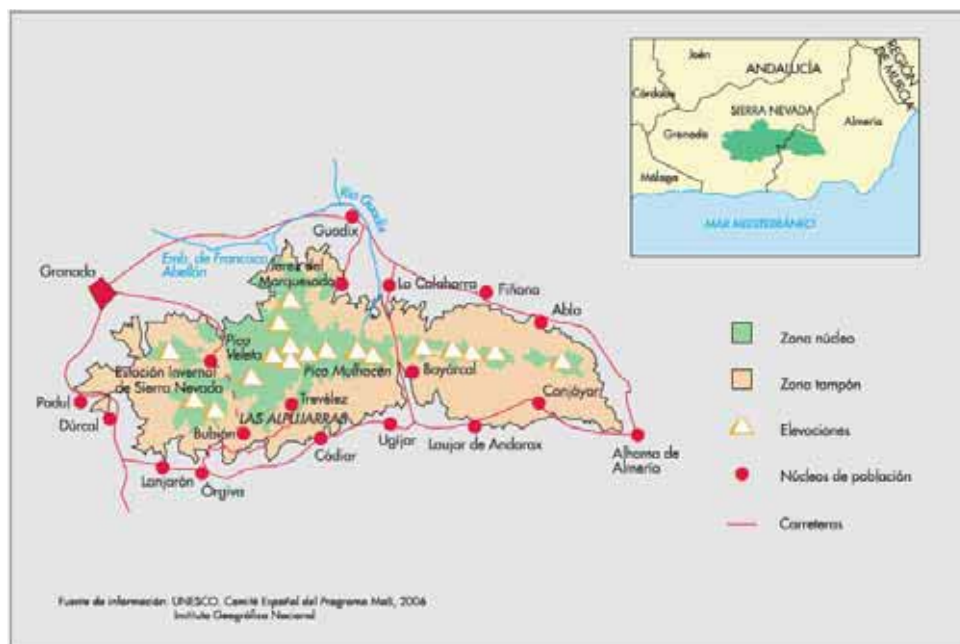 Jaén
ANDALUCÍA
REGIÓN
DE MURCIA
Córdoba
SIERRA NEVADA
Granada
Almería
Málaga
MAR MEDITERRÁNEO
Río Guadix
Guadix
Emb. de Francisco
Abellán
Granada
Jerez del
Marquesado
La Calahorra
Fiñana
Abla
Pico
Veleta
Estación Invernal
de Sierra Nevada
Pico Mulhacén
Bayárcal
Canjáyar
Padul
Dúrcal
Trevélez
LAS ALPUJARRAS
Bubión
Cádiar
Ugíjar
Laujar de Andarax
Alhama de
Almería
Lanjarón
Órgiva
Zona núcleo
Zona tampón
Elevaciones
Núcleos de población
Carreteras
Fuente de información: UNESCO. Comité Español del Programa MaB, 2006
Instituto Geográfico Nacional